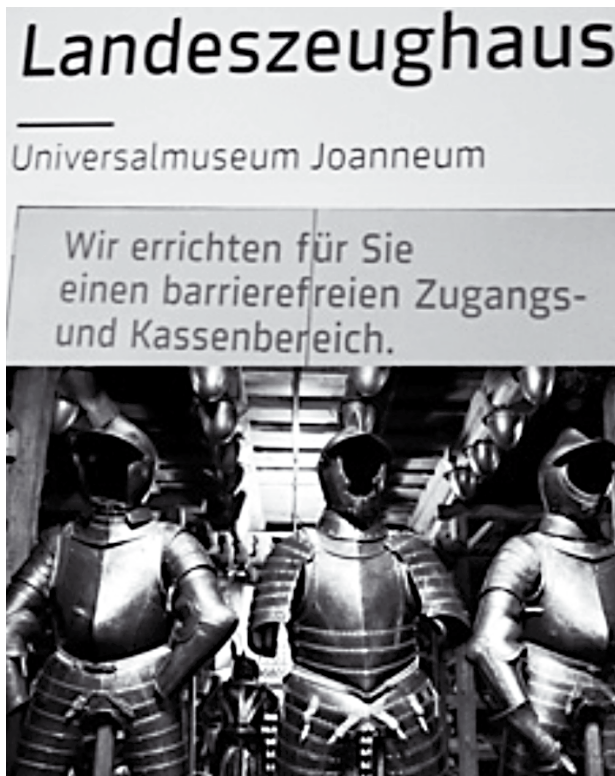 Landeszeughaus
Universalmuseum Joanneum
Wir errichten für Sie
einen barrierefreien Zugangs-
und Kassenbereich.